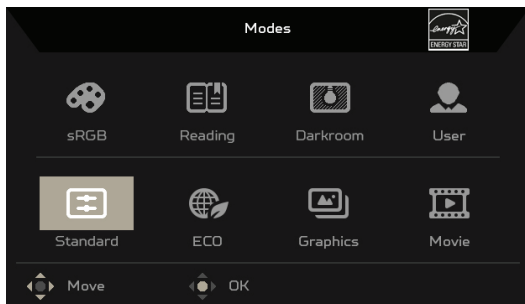 Modes
energy
ENERGY STAR
sRGB Reading Darkroom User
Standard ECO Graphics Movie
Move OK